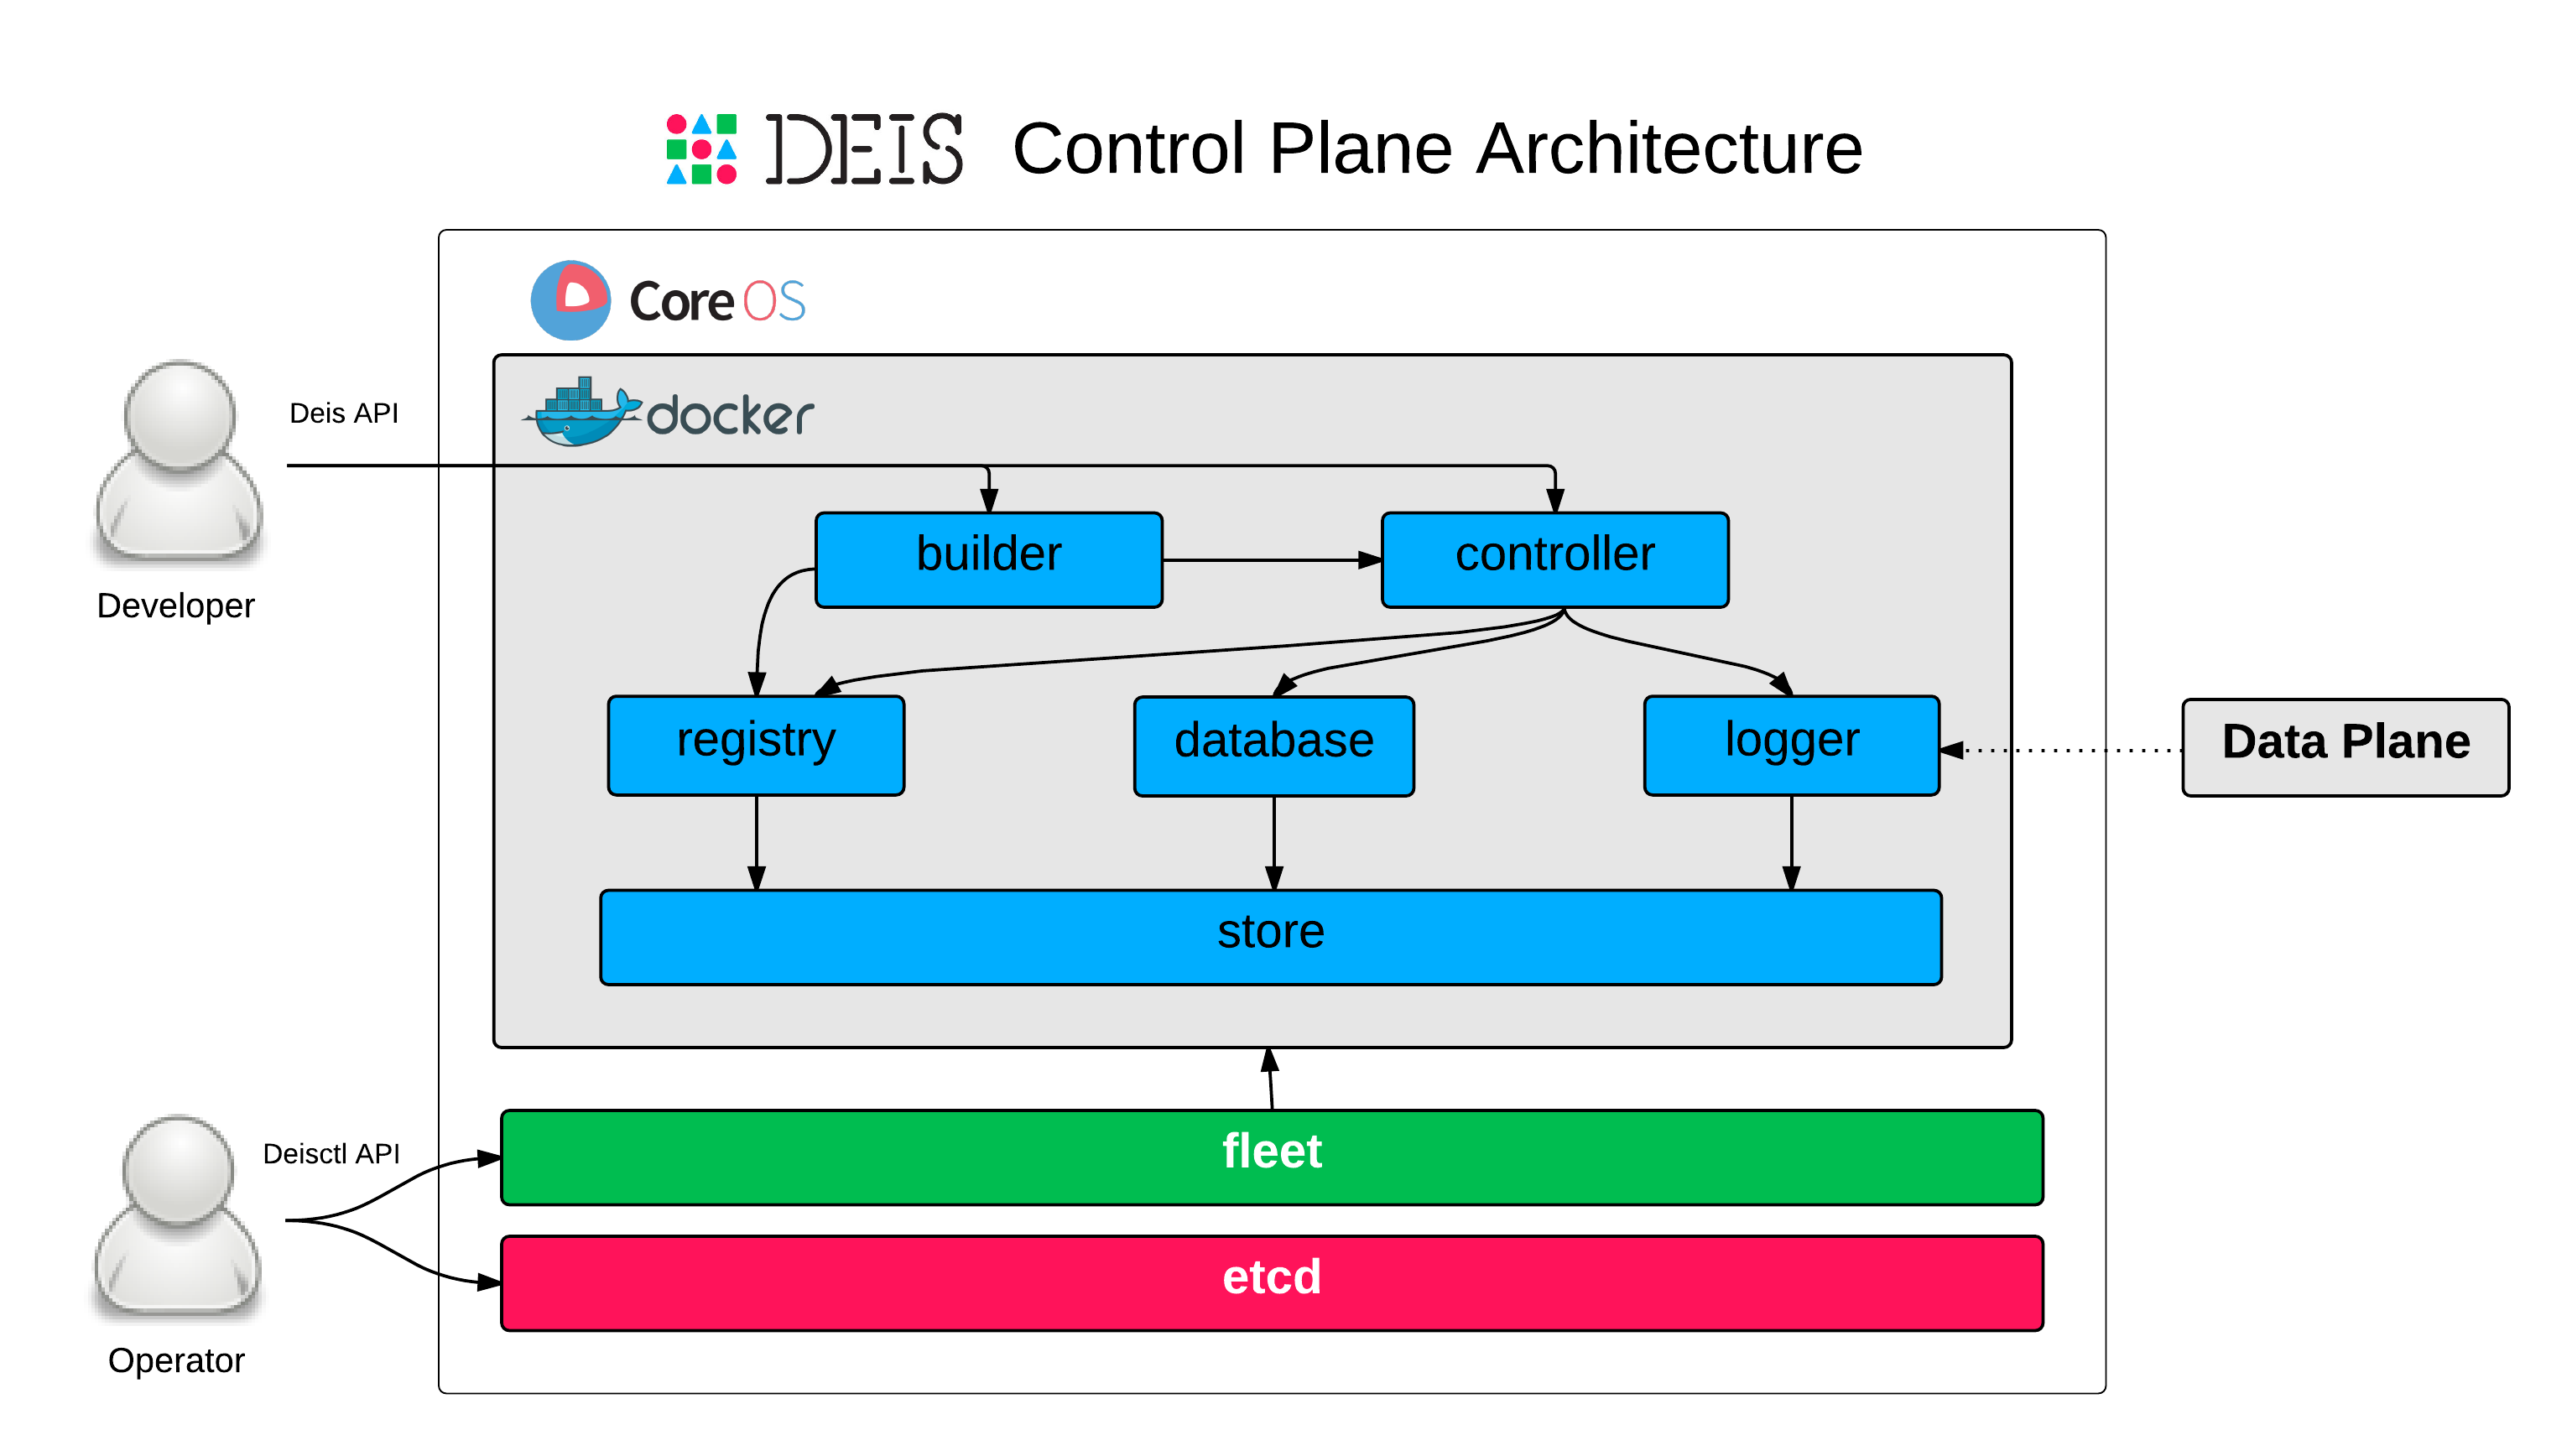 DEIS Control Plane Architecture
Core OS
docker
Deis API
builder
controller
Developer
registry
database
logger
Data Plane
store
Deisctl API
fleet
etcd
Operator